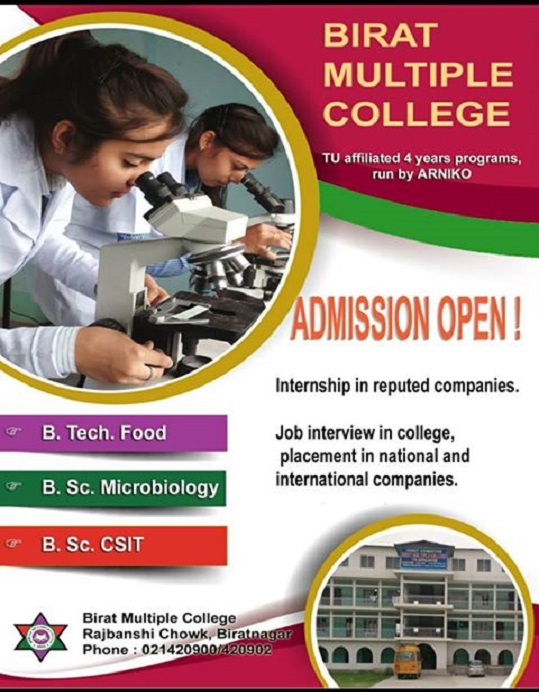 BIRAT
MULTIPLE
COLLEGE
TU affiliated 4 years programs,
run by ARNIKO
ADMISSION OPEN !
Internship in reputed companies.
Job interview in college,
placement in national and
international companies.
B. Tech. Food
B. Sc. Microbiology
B. Sc. CSIT
Birat Multiple College
Rajbanshi Chowk, Biratnagar
Phone : 021420900/420902